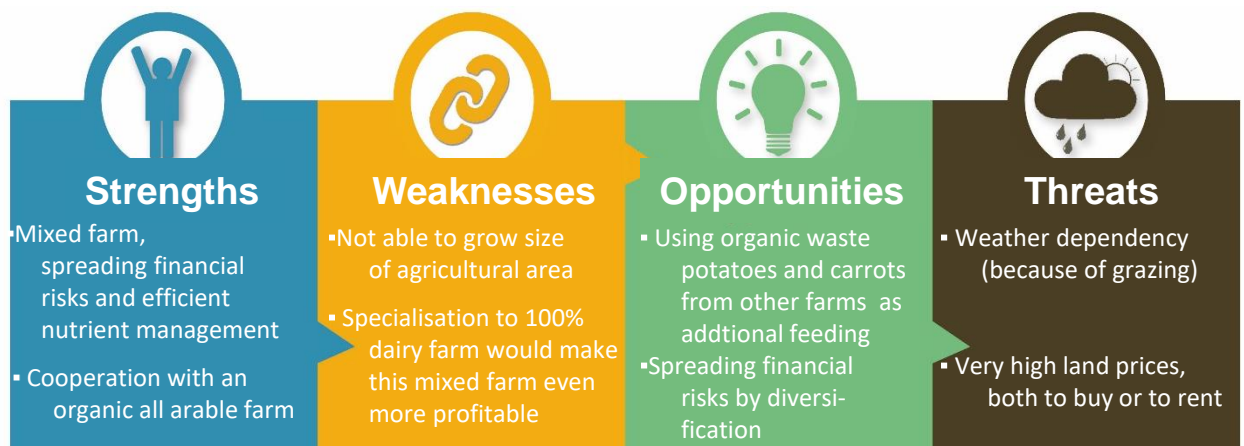 Strengths
▪Mixed farm,
spreading financial
risks and efficient
nutrient management
▪ Cooperation with an
organic all arable farm
Weaknesses
▪Not able to grow size
of agricultural area
▪ Specialisation to 100%
dairy farm would make
this mixed farm even
more profitable
Opportunities
▪ Using organic waste
potatoes and carrots
from other farms as
addtional feeding
▪Spreading financial
risks by diversi-
fication
Threats
▪ Weather dependency
(because of grazing)
▪ Very high land prices,
both to buy or to rent